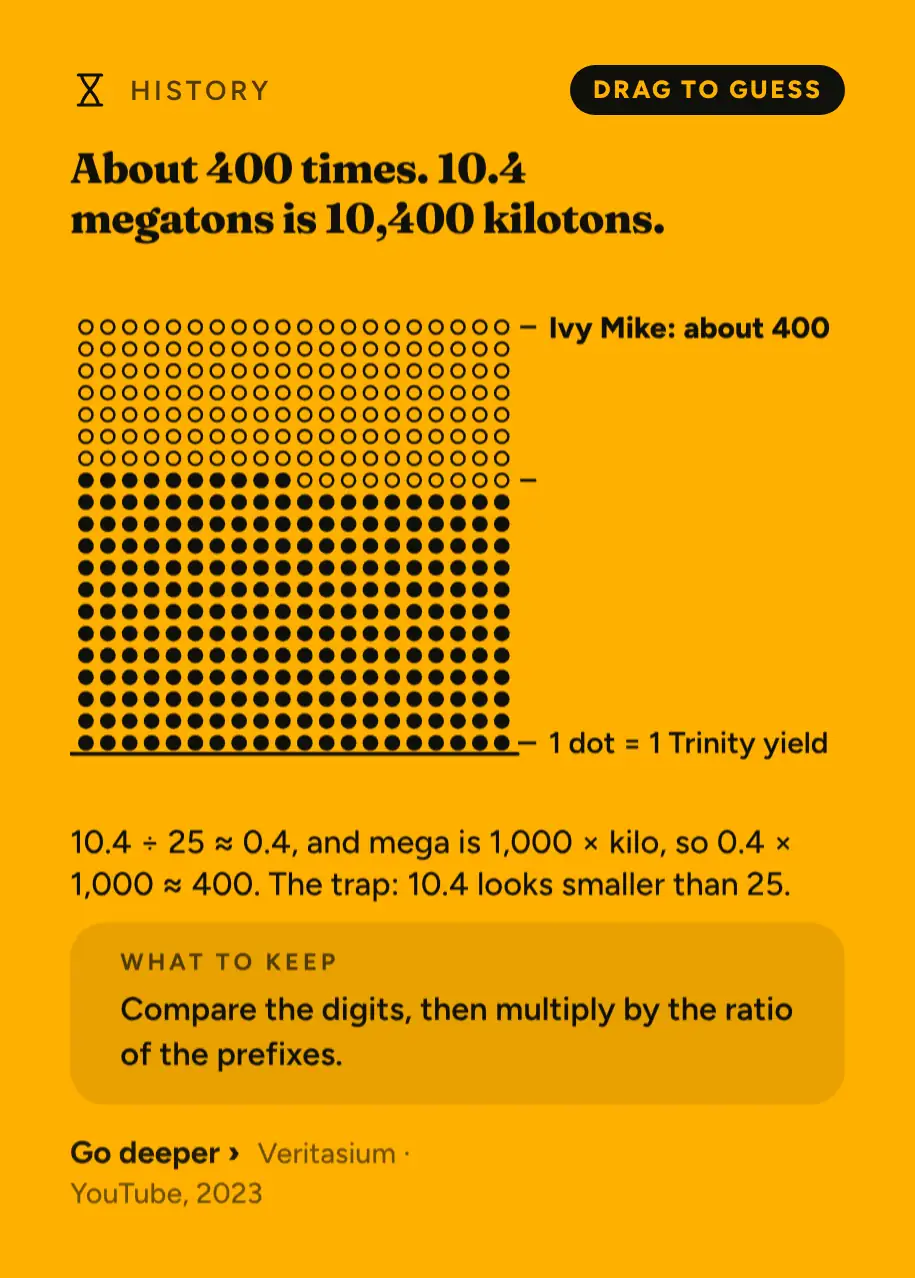 HISTORY
DRAG TO GUESS
About 400 times. 10.4
megatons is 10,400 kilotons.
Ivy Mike: about 400
1 dot = 1 Trinity yield
10.4 ÷ 25 ≈ 0.4, and mega is 1,000 × kilo, so 0.4 ×
1,000 ≈ 400. The trap: 10.4 looks smaller than 25.
WHAT TO KEEP
Compare the digits, then multiply by the ratio
of the prefixes.
Go deeper › Veritasium ·
YouTube, 2023